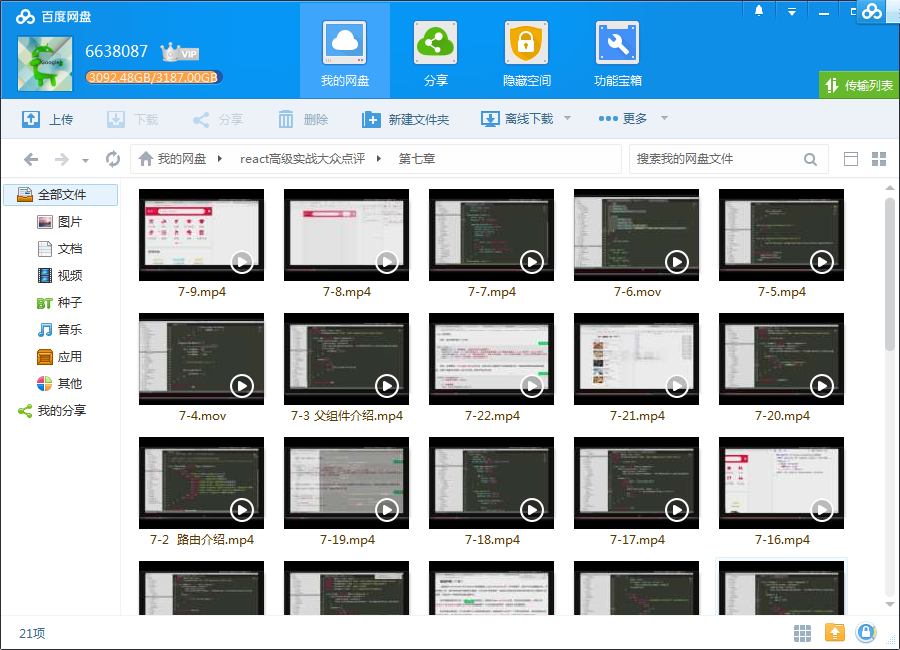 百度网盘
6638087
VIP
3092.48GB/3187.00GB
我的网盘
分享
隐藏空间
功能宝箱
传输列表
上传
下载
分享
删除
新建文件夹
离线下载
更多
我的网盘
react高级实战大众点评
第七章
搜索我的网盘文件
全部文件
图片
文档
视频
BT 种子
音乐
应用
其他
我的分享
7-9.mp4
7-8.mp4
7-7.mp4
7-6.mov
7-5.mp4
7-4.mov
7-3 父组件介绍.mp4
7-22.mp4
7-21.mp4
7-20.mp4
7-2 路由介绍.mp4
7-19.mp4
7-18.mp4
7-17.mp4
7-16.mp4
21项